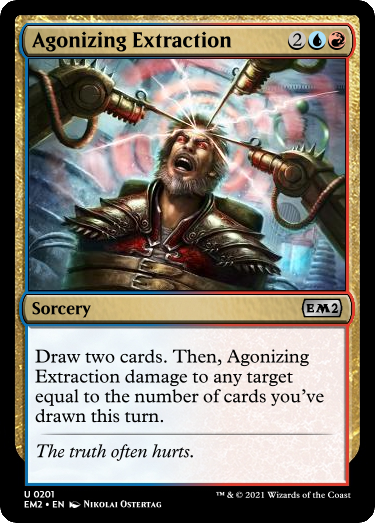 Agonizing Extraction 2
Sorcery EM2
Draw two cards. Then, Agonizing
Extraction damage to any target
equal to the number of cards you've
drawn this turn.
The truth often hurts.
U 0201
EM2 • EN Nikolai Ostertag
™ & © 2021 Wizards of the Coast